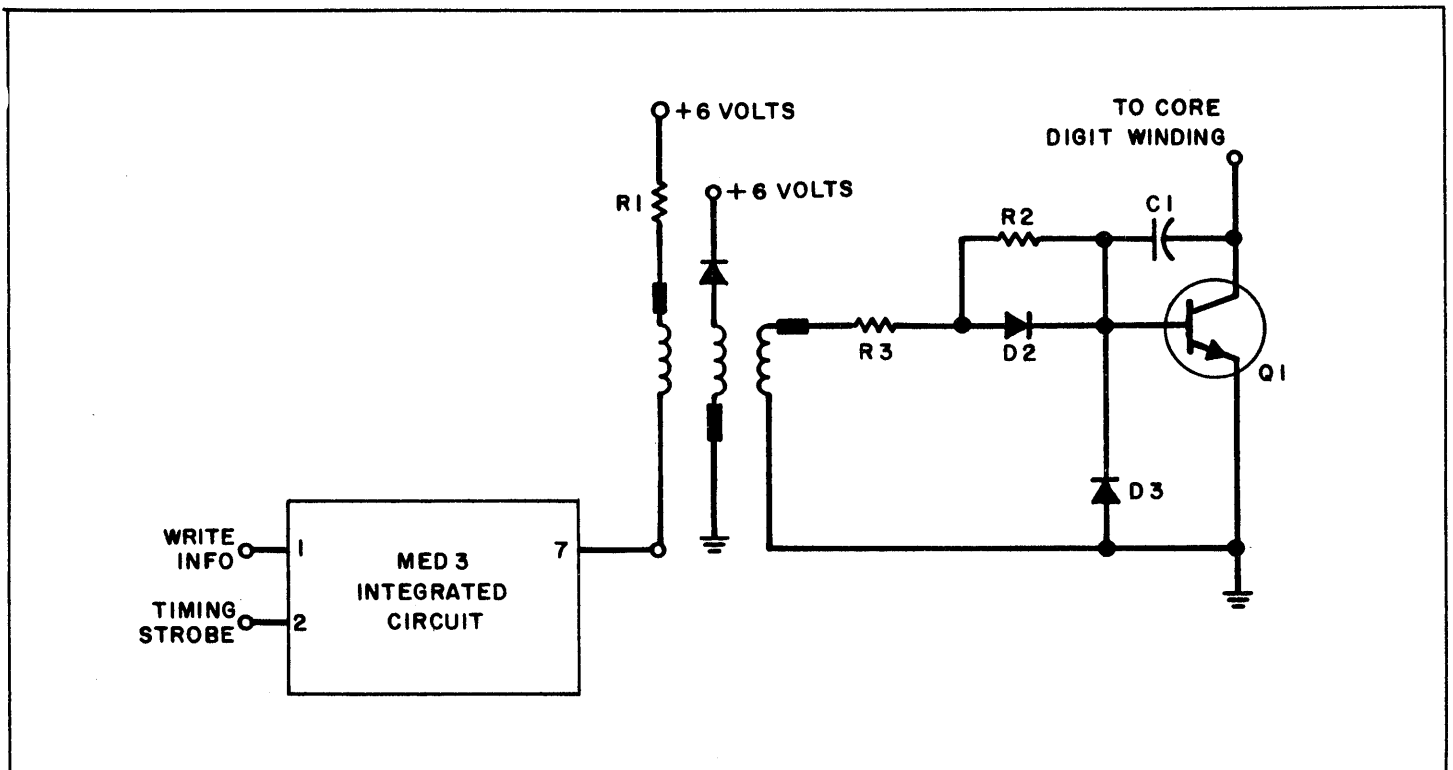 +6 VOLTS
TO CORE
DIGIT WINDING
+6 VOLTS
R1
R2
C1
R3
D2
Q1
D3
WRITE
INFO
1
7
MED 3
INTEGRATED
CIRCUIT
TIMING
STROBE
2